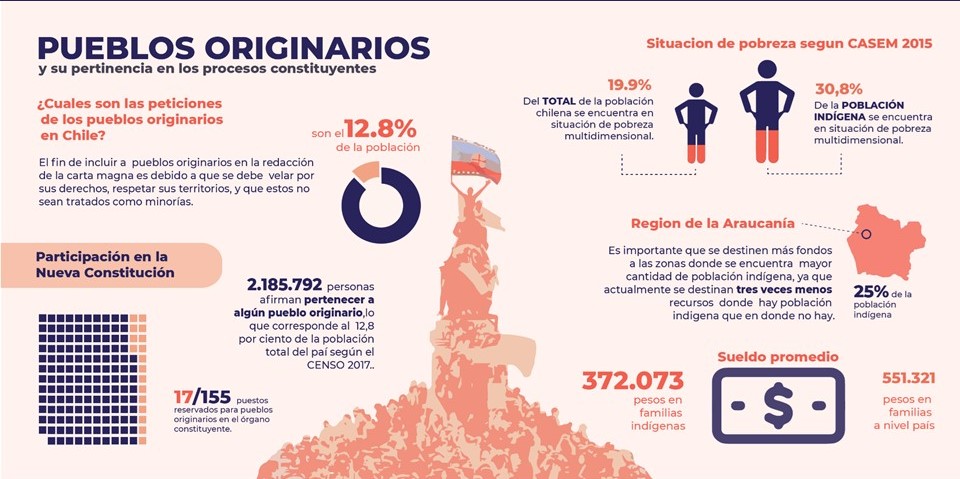 PUEBLOS ORIGINARIOS
y su pertinencia en los procesos constituyentes
¿Cuales son las peticiones
de los pueblos originarios
en Chile?
El fin de incluir a pueblos originarios en la redacción
de la carta magna es debido a que se debe velar por
sus derechos, respetar sus territorios, y que estos no
sean tratados como minorías.
son el 12.8%
de la población
Participación en la
Nueva Constitución
17/155 puestos
reservados para pueblos
originarios en el órgano
constituyente.
2.185.792 personas
afirman pertenecer a
algún pueblo originario,lo
que corresponde al 12,8
por ciento de la población
total del país según el
CENSO 2017..
Situacion de pobreza segun CASEM 2015
19.9%
Del TOTAL de la población
chilena se encuentra en
situación de pobreza
multidimensional.
30,8%
De la POBLACIÓN
INDÍGENA se encuentra
en situación de pobreza
multidimensional.
Region de la Araucanía
Es importante que se destinen más fondos
a las zonas donde se encuentra mayor
cantidad de población indígena, ya que
actualmente se destinan tres veces menos
recursos donde hay población
indigena que en donde no hay.
25% de la
población
indígena
Sueldo promedio
372.073
pesos en
familias
indígenas
$
551.321
pesos en
familias
a nivel país